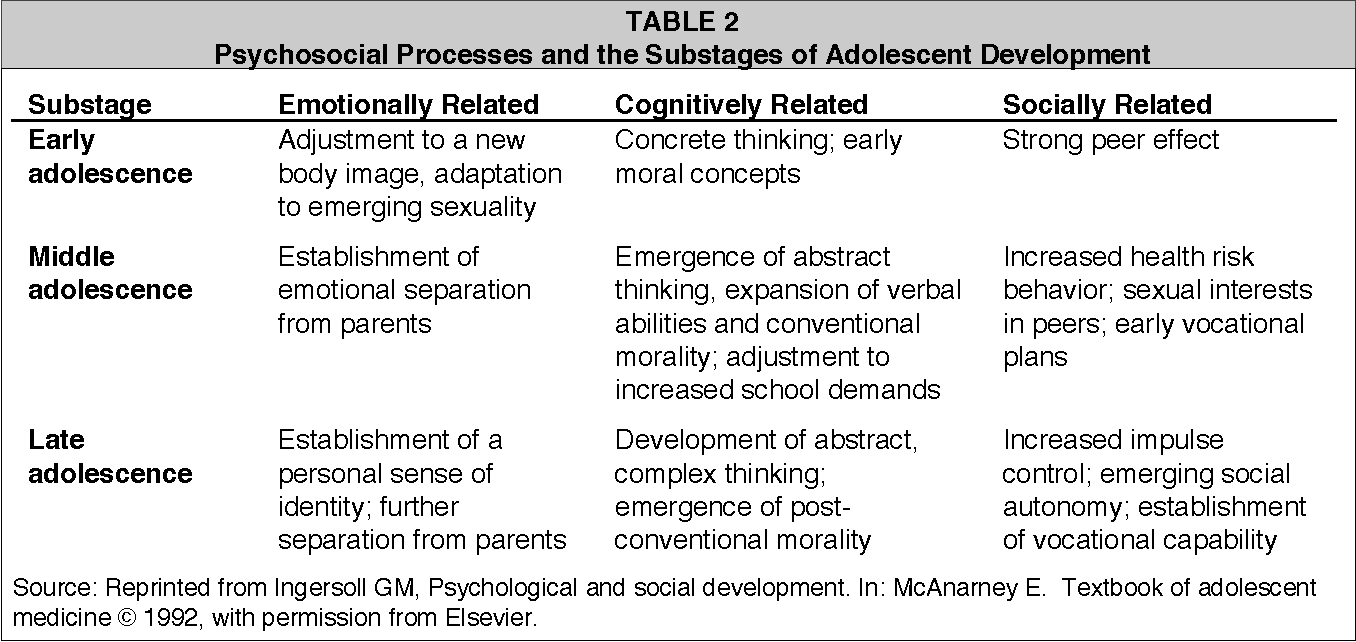 TABLE 2
Psychosocial Processes and the Substages of Adolescent Development
Substage Emotionally Related Cognitively Related Socially Related
Early adolescence
Adjustment to a new
body image, adaptation
to emerging sexuality
Concrete thinking; early
moral concepts
Strong peer effect
Middle adolescence
Establishment of
emotional separation
from parents
Emergence of abstract
thinking, expansion of verbal
abilities and conventional
morality; adjustment to
increased school demands
Increased health risk
behavior; sexual interests
in peers; early vocational
plans
Late adolescence
Establishment of a
personal sense of
identity; further
separation from parents
Development of abstract,
complex thinking;
emergence of post-
conventional morality
Increased impulse
control; emerging social
autonomy; establishment
of vocational capability
Source: Reprinted from Ingersoll GM, Psychological and social development. In: McAnarney E. Textbook of adolescent
medicine © 1992, with permission from Elsevier.